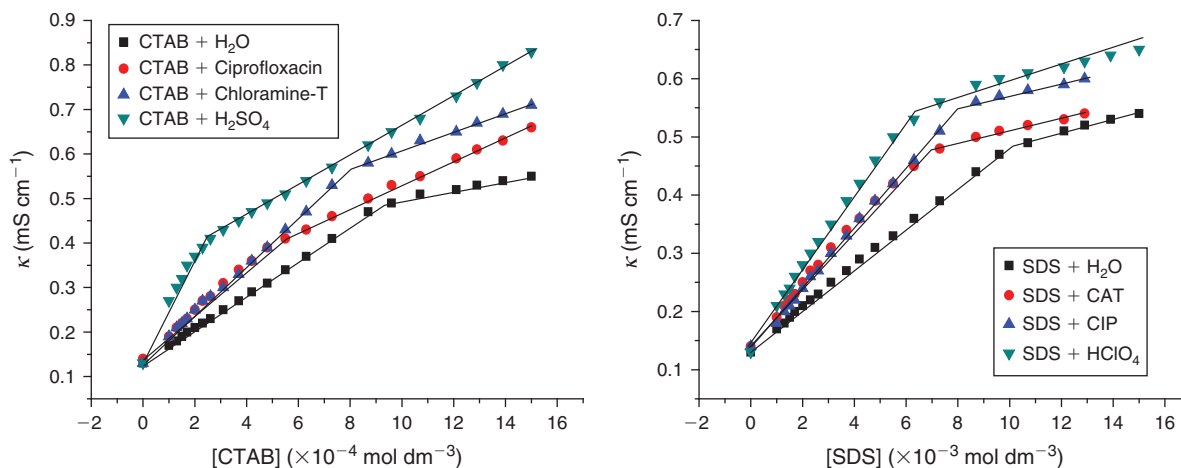 0.9
0.8
0.7
0.6
0.5
0.4
0.3
0.2
0.1
κ (mS cm⁻¹)
CTAB + H₂O
CTAB + Ciprofloxacin
CTAB + Chloramine-T
CTAB + H₂SO₄
−2 0 2 4 6 8 10 12 14 16
[CTAB] (×10⁻⁴ mol dm⁻³)
0.7
0.6
0.5
0.4
0.3
0.2
0.1
κ (mS cm⁻¹)
SDS + H₂O
SDS + CAT
SDS + CIP
SDS + HClO₄
−2 0 2 4 6 8 10 12 14 16
[SDS] (×10⁻³ mol dm⁻³)